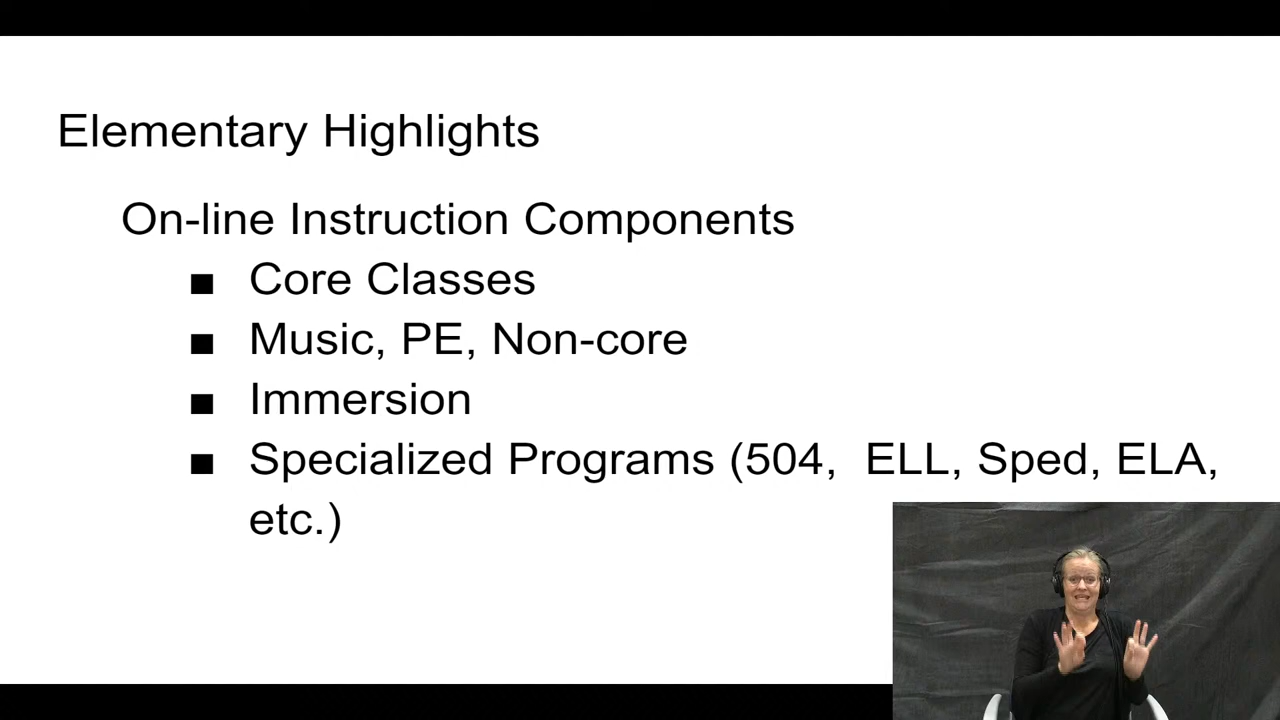 Elementary Highlights
On-line Instruction Components
■ Core Classes
■ Music, PE, Non-core
■ Immersion
■ Specialized Programs (504, ELL, Sped, ELA,
etc.)